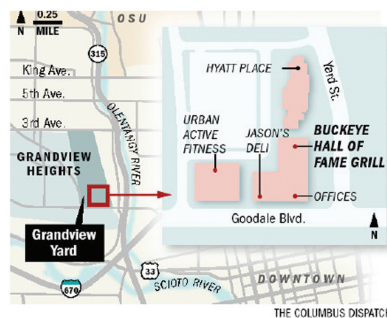 0.25
N MILE
OSU
315
King Ave.
5th Ave.
3rd Ave.
OLENTANGY RIVER
GRANDVIEW
HEIGHTS
Grandview
Yard
670
33
SCIOTO RIVER
DOWNTOWN
HYATT PLACE
Yard St.
URBAN
ACTIVE
FITNESS
JASON'S
DELI
BUCKEYE
HALL OF
FAME GRILL
OFFICES
Goodale Blvd.
N
THE COLUMBUS DISPATCH